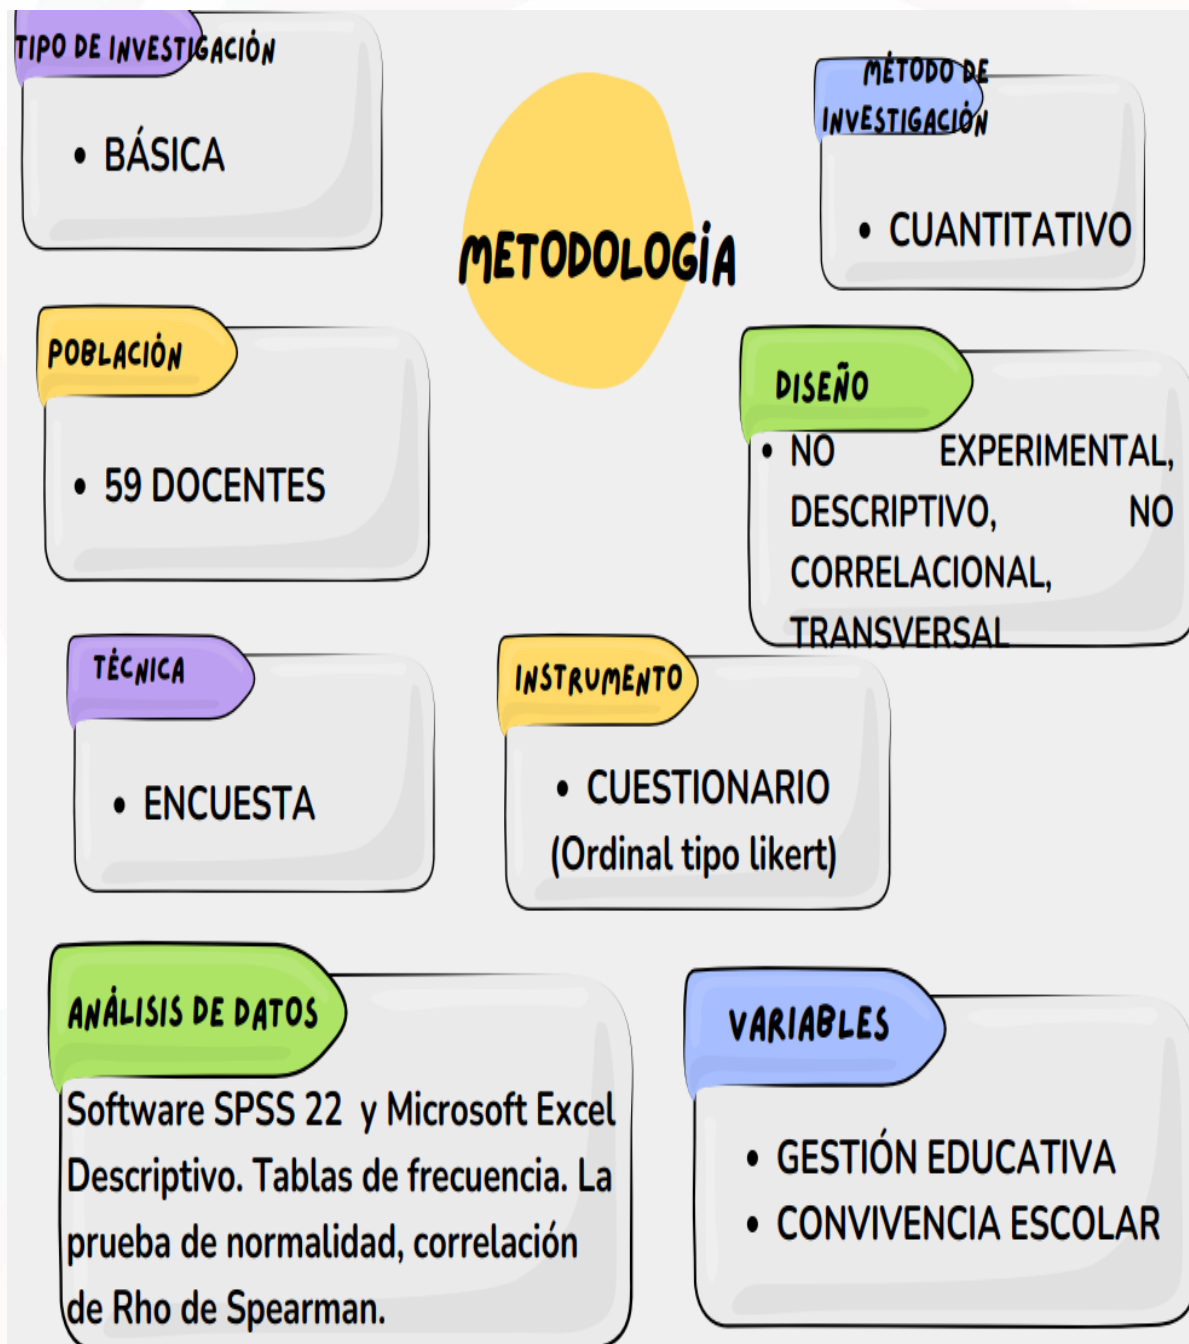 TIPO DE INVESTIGACIÓN
• BÁSICA
MÉTODO DE
INVESTIGACIÓN
• CUANTITATIVO
METODOLOGÍA
POBLACIÓN
• 59 DOCENTES
DISEÑO
• NO EXPERIMENTAL,
DESCRIPTIVO, NO
CORRELACIONAL,
TRANSVERSAL
TÉCNICA
• ENCUESTA
INSTRUMENTO
• CUESTIONARIO
(Ordinal tipo likert)
ANÁLISIS DE DATOS
Software SPSS 22 y Microsoft Excel
Descriptivo. Tablas de frecuencia. La
prueba de normalidad, correlación
de Rho de Spearman.
VARIABLES
• GESTIÓN EDUCATIVA
• CONVIVENCIA ESCOLAR